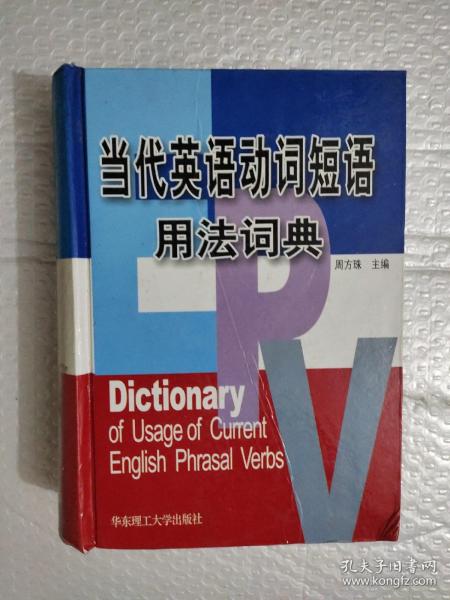 当代英语动词短语
用法词典
周方珠 主编
EPV
Dictionary
of Usage of Current
English Phrasal Verbs
华东理工大学出版社
孔夫子旧书网
www.kongfz.com